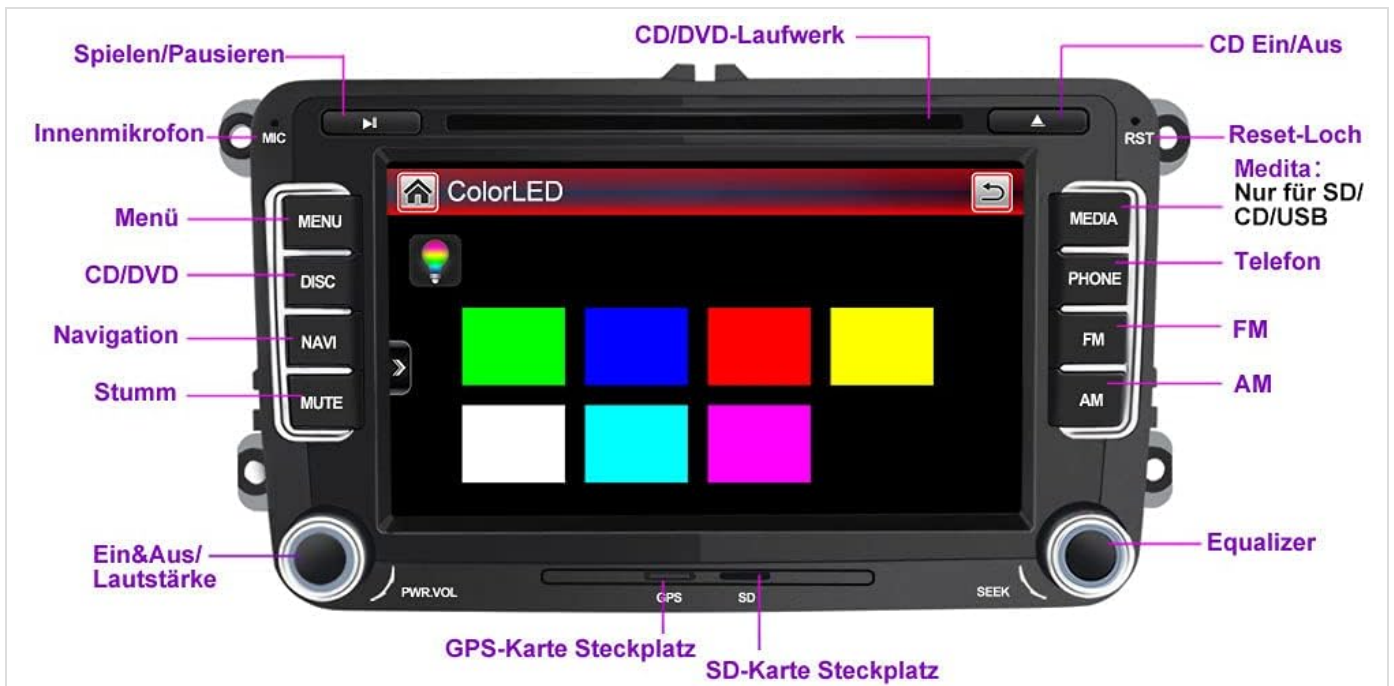 CD/DVD-Laufwerk
Spielen/Pausieren
CD Ein/Aus
Innenmikrofon
MIC
RST
Reset-Loch
ColorLED
Medita:
Nur für SD/
CD/USB
Menü
MENU
MEDIA
CD/DVD
DISC
PHONE
Telefon
Navigation
NAVI
FM
FM
Stumm
MUTE
AM
AM
Ein&Aus/
Lautstärke
Equalizer
PWR.VOL
GPS
SD
SEEK
GPS-Karte Steckplatz
SD-Karte Steckplatz